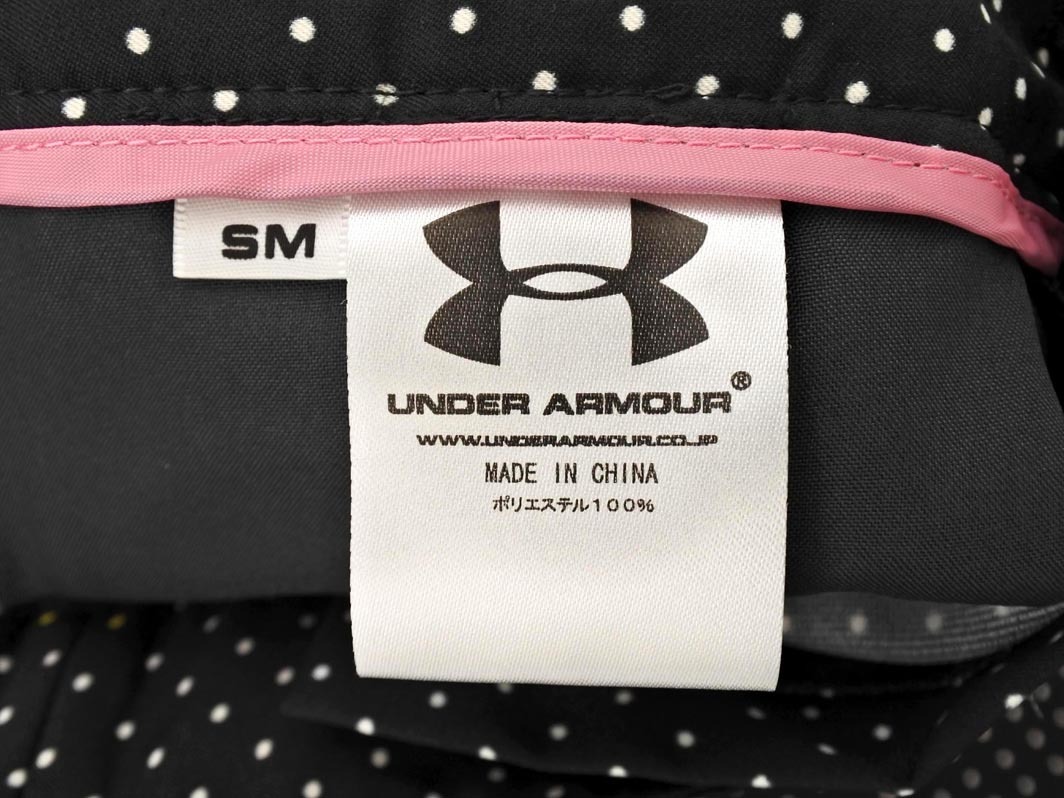 SM
UNDER ARMOUR®
WWW.UNDERARMOUR.CO.JP
MADE IN CHINA
ポリエステル100%